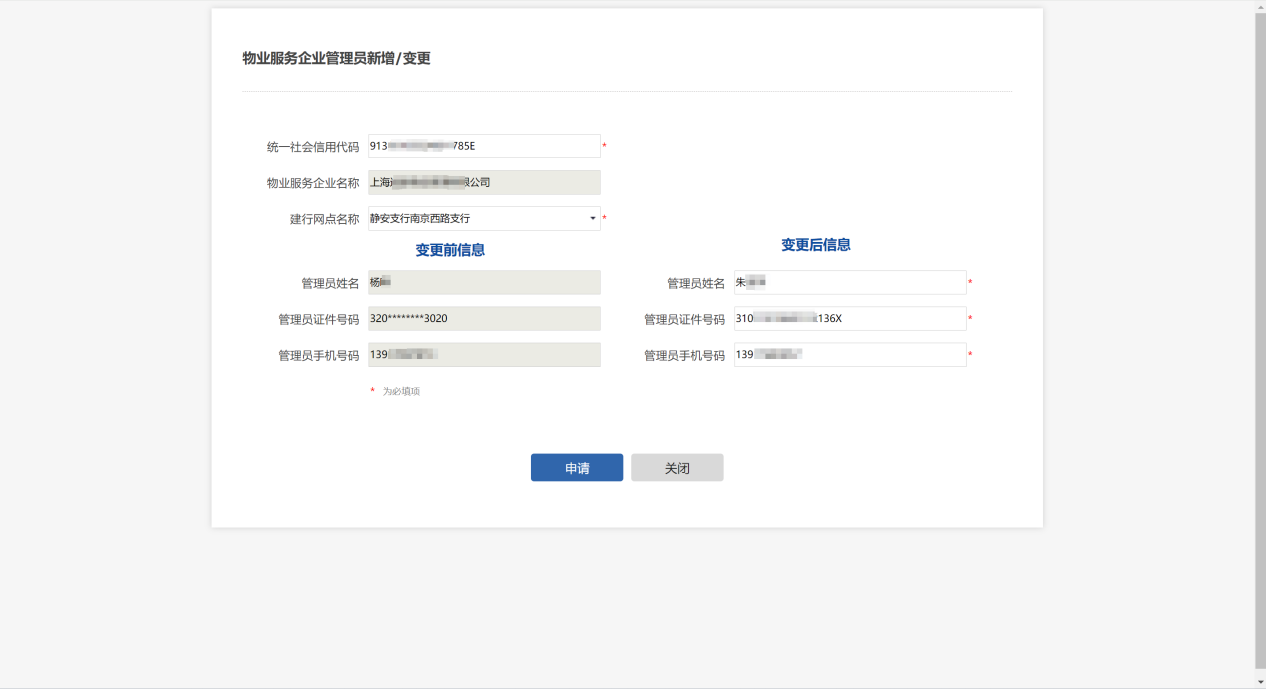 物业服务企业管理员新增/变更
统一社会信用代码 913 785E *
物业服务企业名称 上海 限公司
建行网点名称 静安支行南京西路支行 *
变更前信息 变更后信息
管理员姓名 杨 管理员姓名 朱 *
管理员证件号码 320********3020 管理员证件号码 310 136X *
管理员手机号码 139 管理员手机号码 139 *
* 为必填项
申请 关闭